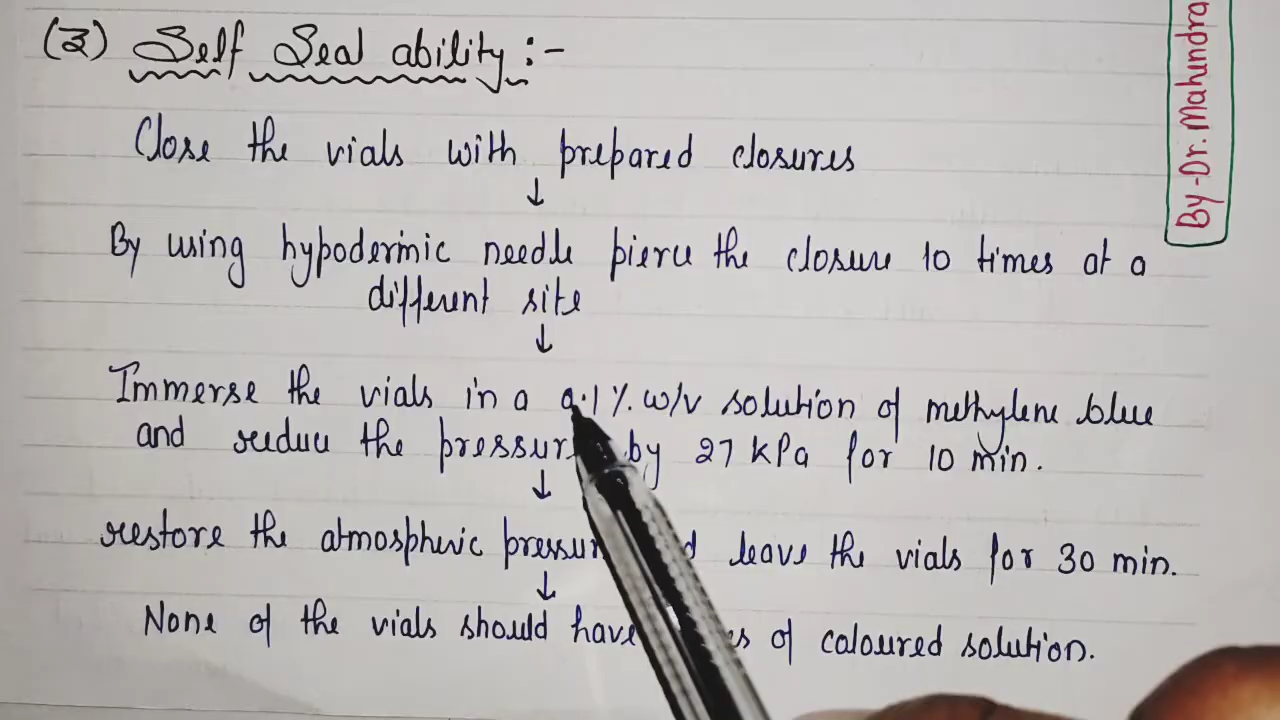 (3) Self Seal ability :-
By-Dr. Mahindra
Close the vials with prepared closures
↓
By using hypodermic needle pierce the closure 10 times at a
different site
↓
Immerse the vials in a 0.1% w/v solution of methylene blue
and reduce the by 27 kPa for 10 min.
↓
restore the atmospheric leave the vials for 30 min.
↓
None of the vials should have of coloured solution.